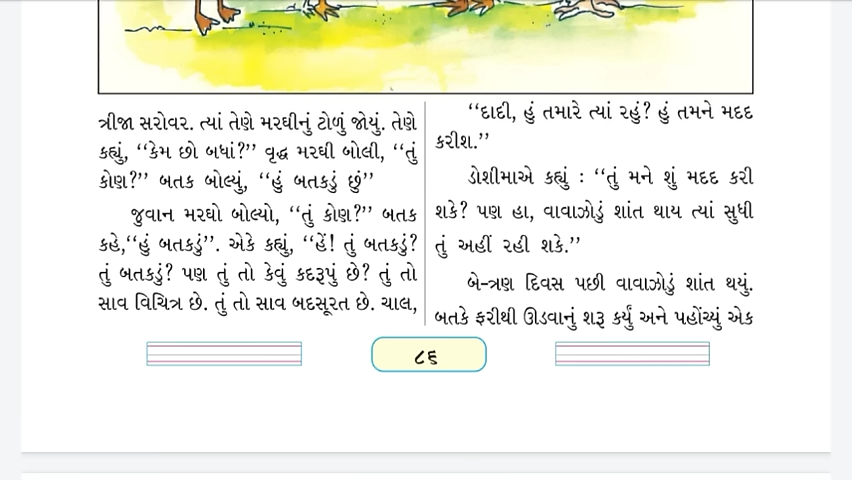 ત્રીજા સરોવર. ત્યાં તેણે મરઘીનું ટોળું જોયું. તેણે
કહ્યું, “કેમ છો બધાં?” વૃદ્ધ મરઘી બોલી, “તું
કોણ?” બતક બોલ્યું, “હું બતકડું છું”
જુવાન મરઘો બોલ્યો, “તું કોણ?” બતક
કહે,“હું બતકડું”. એકે કહ્યું, “હેં! તું બતકડું?
તું બતકડું? પણ તું તો કેવું કદરૂપું છે? તું તો
સાવ વિચિત્ર છે. તું તો સાવ બદસૂરત છે. ચાલ,
“દાદી, હું તમારે ત્યાં રહું? હું તમને મદદ
કરીશ.”
ડોશીમાએ કહ્યું : “તું મને શું મદદ કરી
શકે? પણ હા, વાવાઝોડું શાંત થાય ત્યાં સુધી
તું અહીં રહી શકે.”
બે-ત્રણ દિવસ પછી વાવાઝોડું શાંત થયું.
બતકે ફરીથી ઊડવાનું શરૂ કર્યું અને પહોંચ્યું એક
૮૬